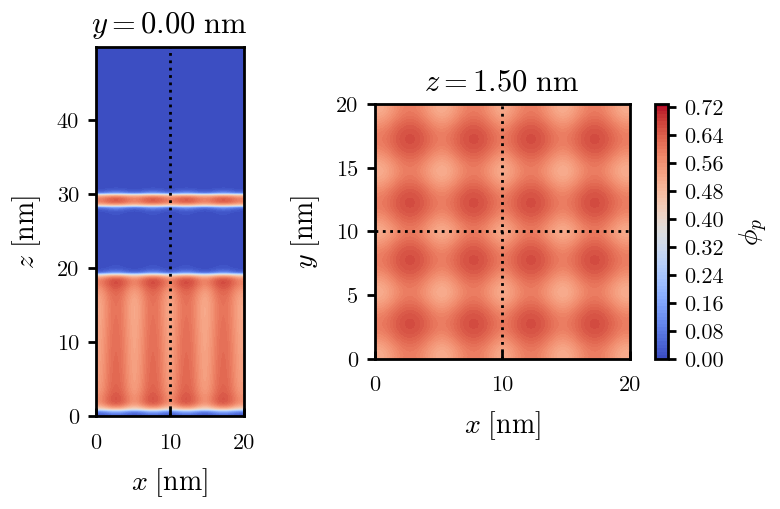 y = 0.00 nm
40
30
20
10
0
z [nm]
0 10 20
x [nm]
z = 1.50 nm
20
15
10
5
0
y [nm]
0 10 20
x [nm]
0.72
0.64
0.56
0.48
0.40
0.32
0.24
0.16
0.08
0.00
ϕp